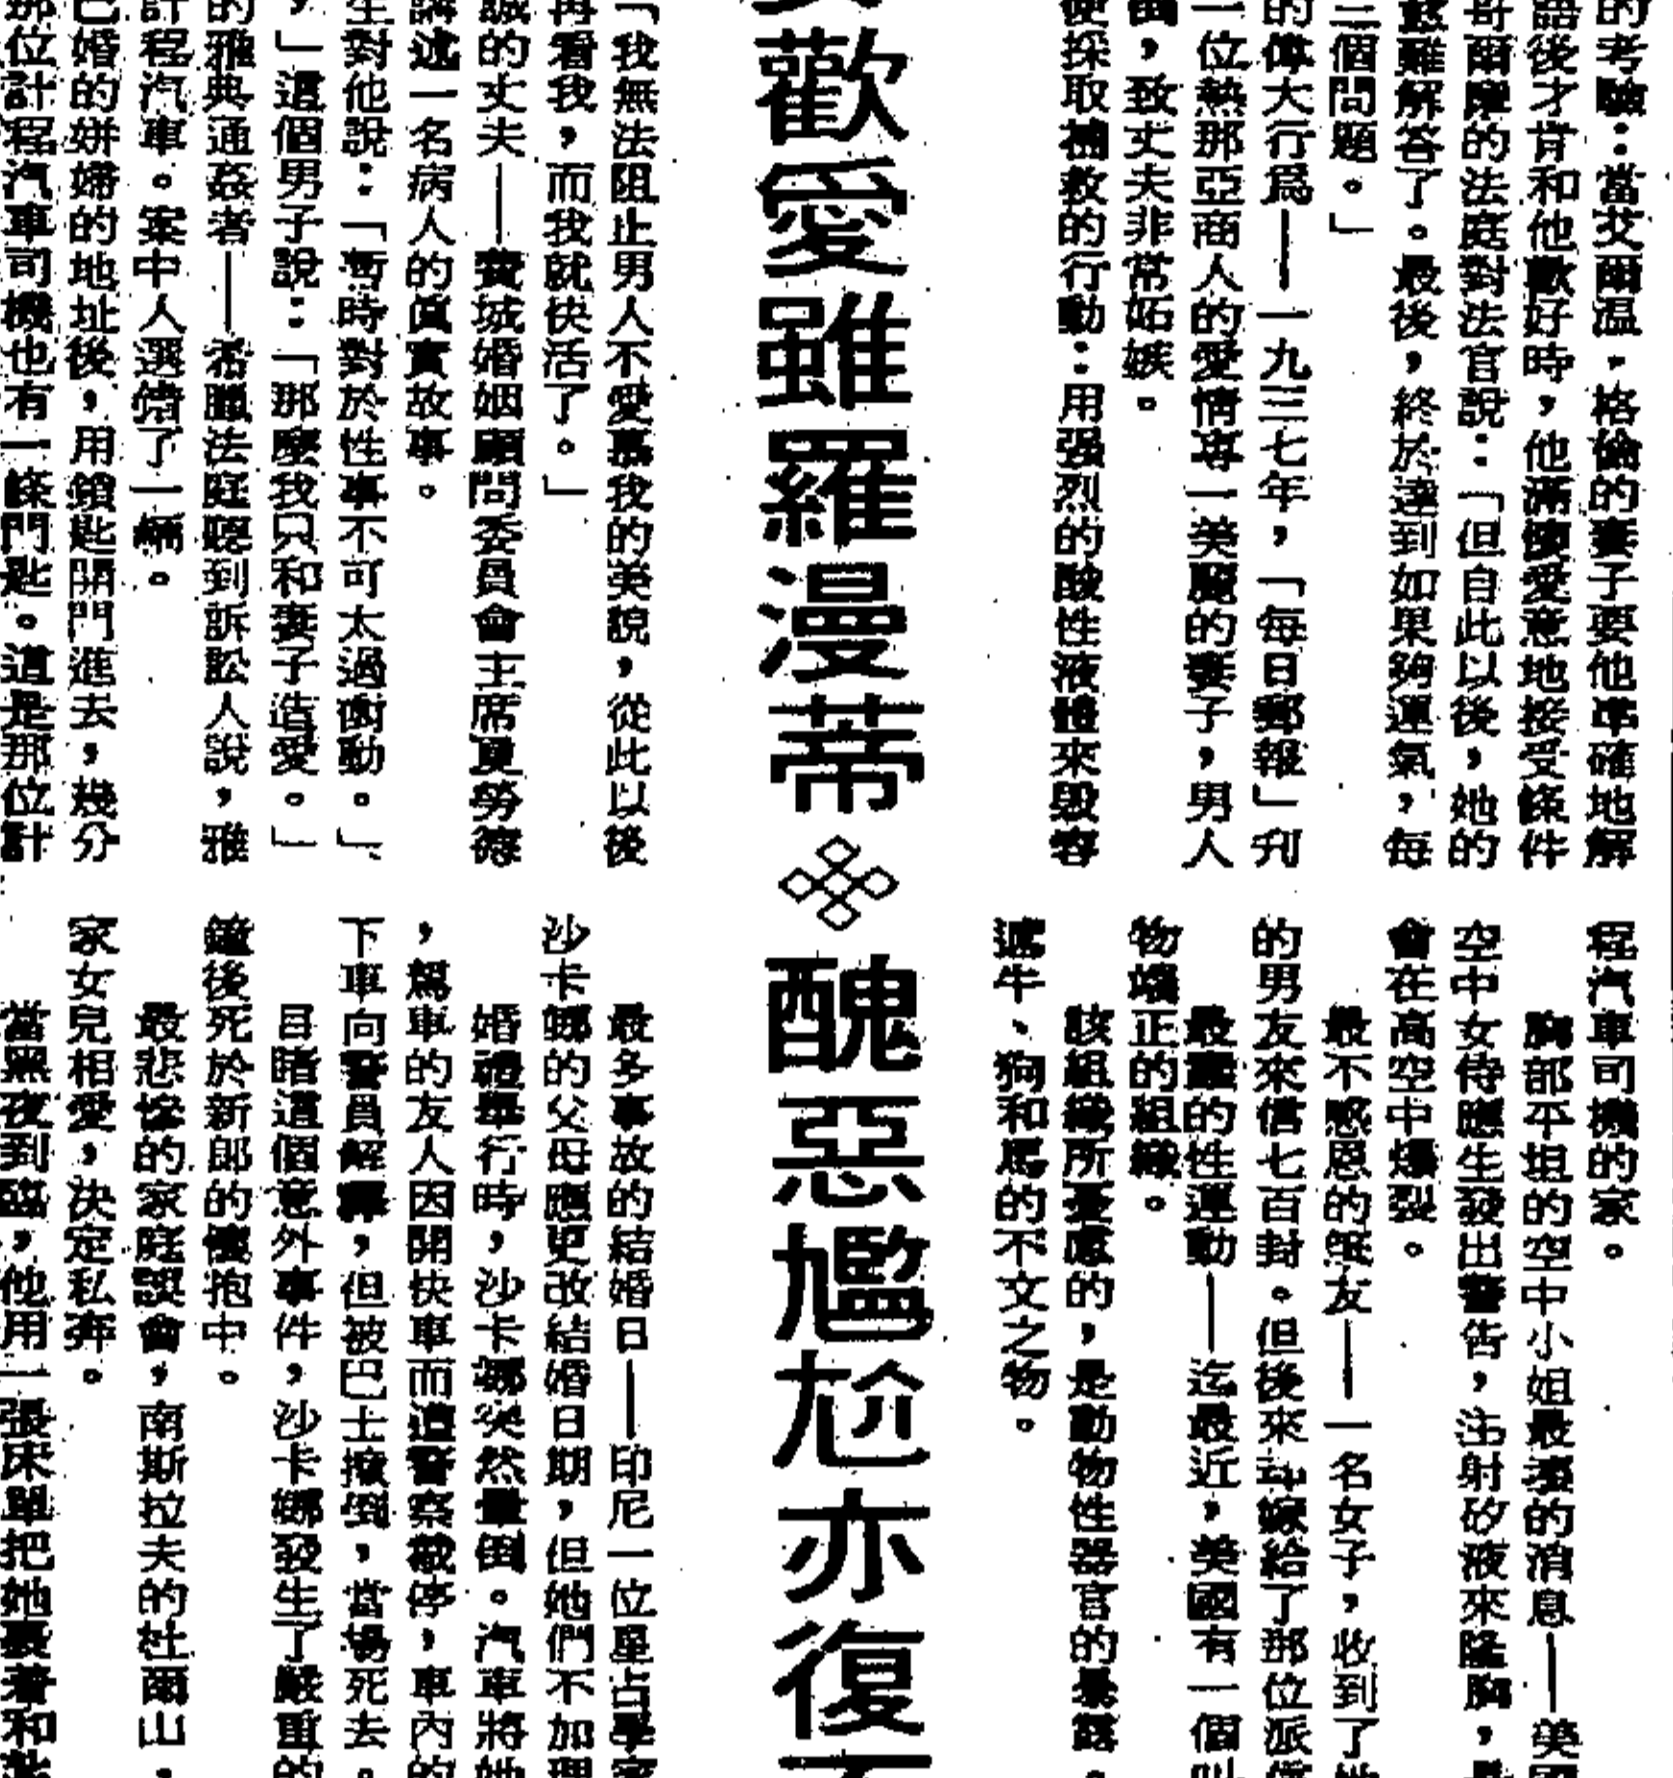 的考驗：當艾爾温・格倫的妻子要他準確地解
語後才肯和他歡好時，他滿懷愛意地接受條件
哥爾摩的法庭對法官說：「但自此以後，她的
難解答了。最後，終於達到如果夠運氣，每
三個問題。」
的偉大行爲——一九三七年，「每日郵報」刋
一位熱那亞商人的愛情專一美麗的妻子，男人
，致丈夫非常妬嫉。
便採取補救的行動：用强烈的酸性液體來毀容
歡愛雖羅漫蒂
「我無法阻止男人不愛慕我的美貌，從此以後
再看我，而我就快活了。」
誠的丈夫——費城婚姻顧問委員會主席夏勞德
講述一名病人的眞實故事。
生對他說：「暫時對於性事不可太過衝動。」
，」這個男子說：「那麼我只和妻子造愛。」
的雅典通姦者——希臘法庭聽到訴訟人說，雅
計程汽車。案中人選擇了一輛。
已婚的姘婦的地址後，用鎖匙開門進去，幾分
那位計程汽車司機也有一條門匙。這是那位計
程汽車司機的家。
胸部平坦的空中小姐最壞的消息——美國
空中女侍應生發出警告，注射矽液來隆胸，
會在高空中爆裂。
最不感恩的筆友——一名女子，收到了她
的男友來信七百封。但後來却嫁給了那位派
最蠢的性運動——迄最近，美國有一個叫
物端正的組織。
該組織所憂慮的，是動物性器官的暴露。
遮牛、狗和馬的不文之物。
醜惡尷尬亦復
最多事故的結婚日——印尼一位星占學家
沙卡娜的父母應更改結婚日期，但她們不加理
婚禮舉行時，沙卡娜突然暈倒。汽車將她
，駕車的友人因開快車而遭警察截停，車內的
下車向警員解釋，但被巴士撞倒，當場死去。
目睹這個意外事件，沙卡娜發生了嚴重的
鐘後死於新郎的懷抱中。
最悲慘的家庭誤會，南斯拉夫的杜爾山，
家女兒相愛，決定私奔。
當黑夜到臨，他用一張床單把她裹着和